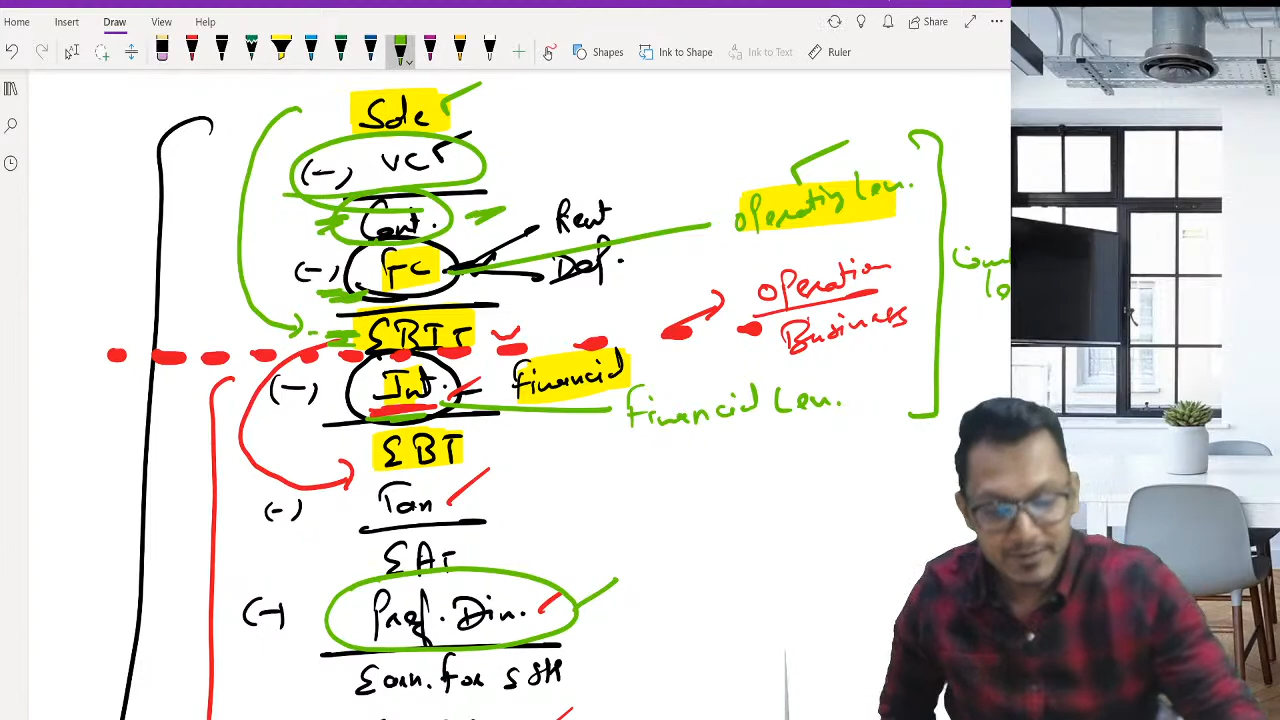 Home Insert Draw View Help Share
Shapes Ink to Shape Ink to Text Ruler
Sale
(-) VC
Cont.
(-) FC
Rent
Dep.
Operating Lev.
EBIT
Operation
Business
(-) Int.
Financial
Financial Lev.
EBT
(-) Tax
EAT
(-) Pref. Div.
Earn. For ESH